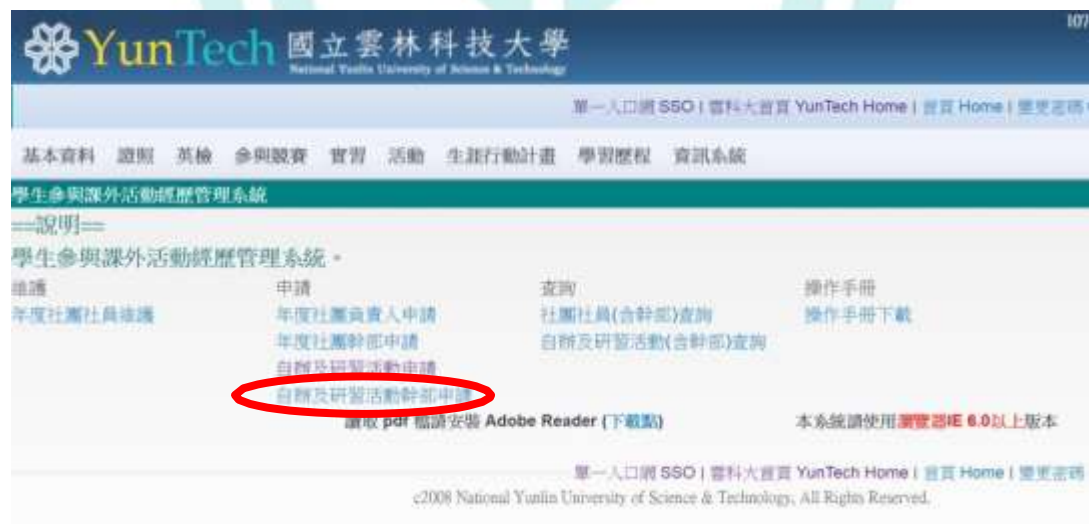 107
YunTech 國立雲林科技大學
National Yunlin University of Science & Technology
單一入口網 SSO | 雲科大首頁 YunTech Home | 首頁 Home | 變更密碼
基本資料 證照 英檢 參與競賽 實習 活動 生涯行動計畫 學習歷程 資訊系統
學生參與課外活動經歷管理系統
==說明==
學生參與課外活動經歷管理系統。
維護 申請 查詢 操作手冊
年度社團社員維護 年度社團負責人申請 社團社員(含幹部)查詢 操作手冊下載
年度社團幹部申請 自辦及研習活動(含幹部)查詢
自辦及研習活動申請
自辦及研習活動幹部申請
讀取 pdf 檔請安裝 Adobe Reader (下載點) 本系統請使用瀏覽器IE 6.0以上版本
單一入口網 SSO | 雲科大首頁 YunTech Home | 首頁 Home | 變更密碼
c2008 National Yunlin University of Science & Technology, All Rights Reserved.